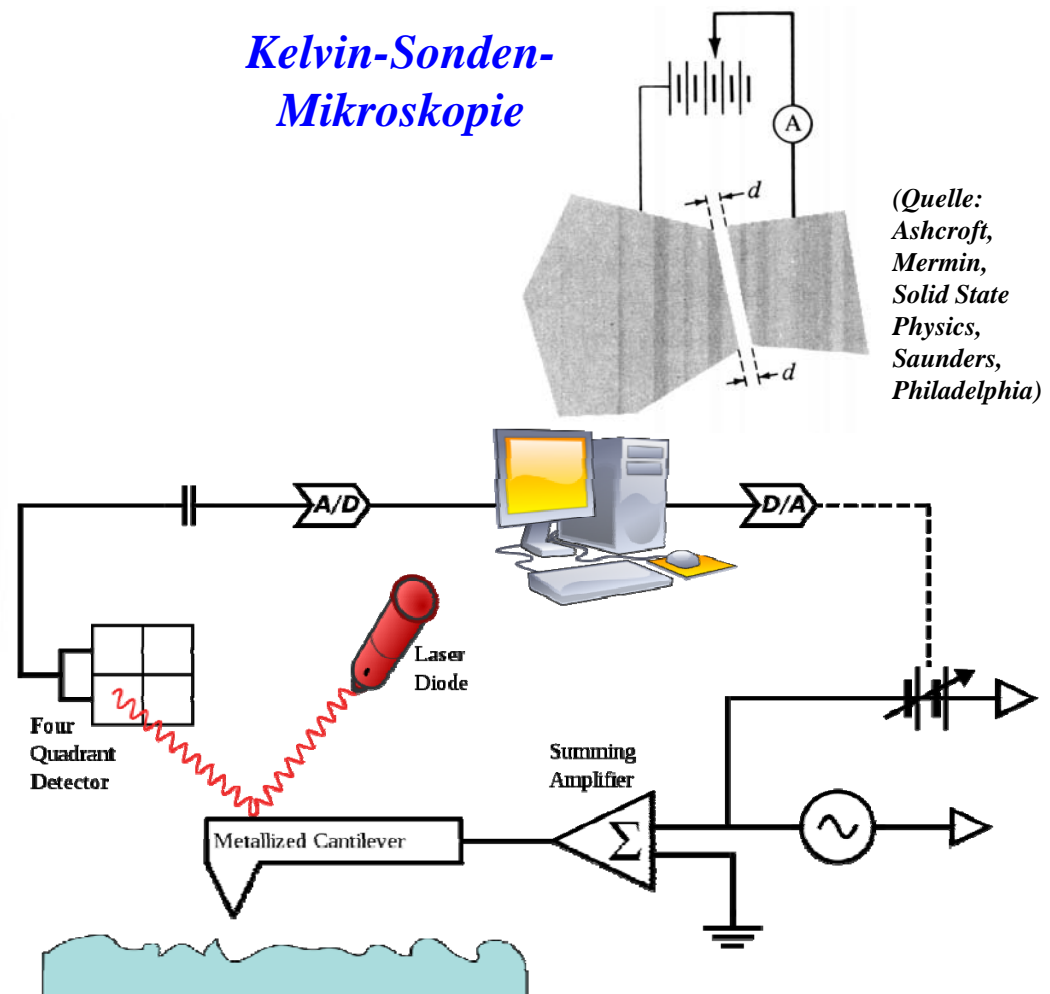 Kelvin-Sonden-
Mikroskopie
A
d
d
(Quelle:
Ashcroft,
Mermin,
Solid State
Physics,
Saunders,
Philadelphia)
A/D
D/A
Laser
Diode
Four
Quadrant
Detector
Summing
Amplifier
Metallized Cantilever
Σ